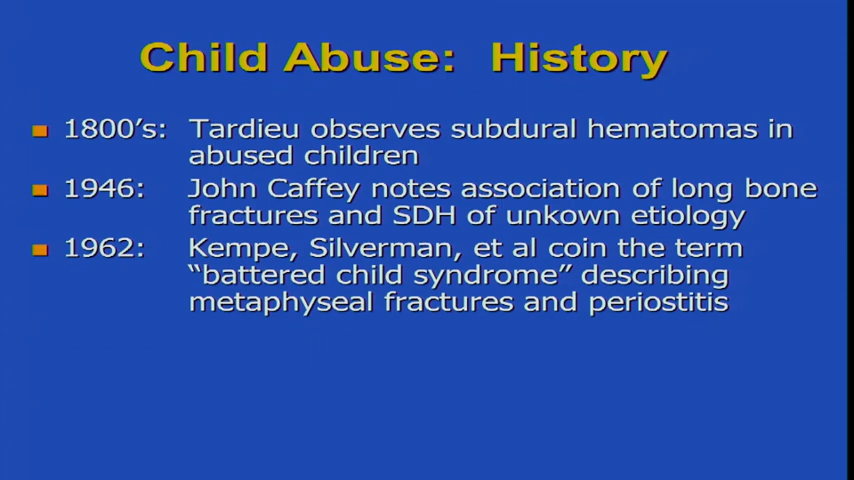 Child Abuse: History
1800's: Tardieu observes subdural hematomas in
abused children
1946: John Caffey notes association of long bone
fractures and SDH of unkown etiology
1962: Kempe, Silverman, et al coin the term
"battered child syndrome" describing
metaphyseal fractures and periostitis